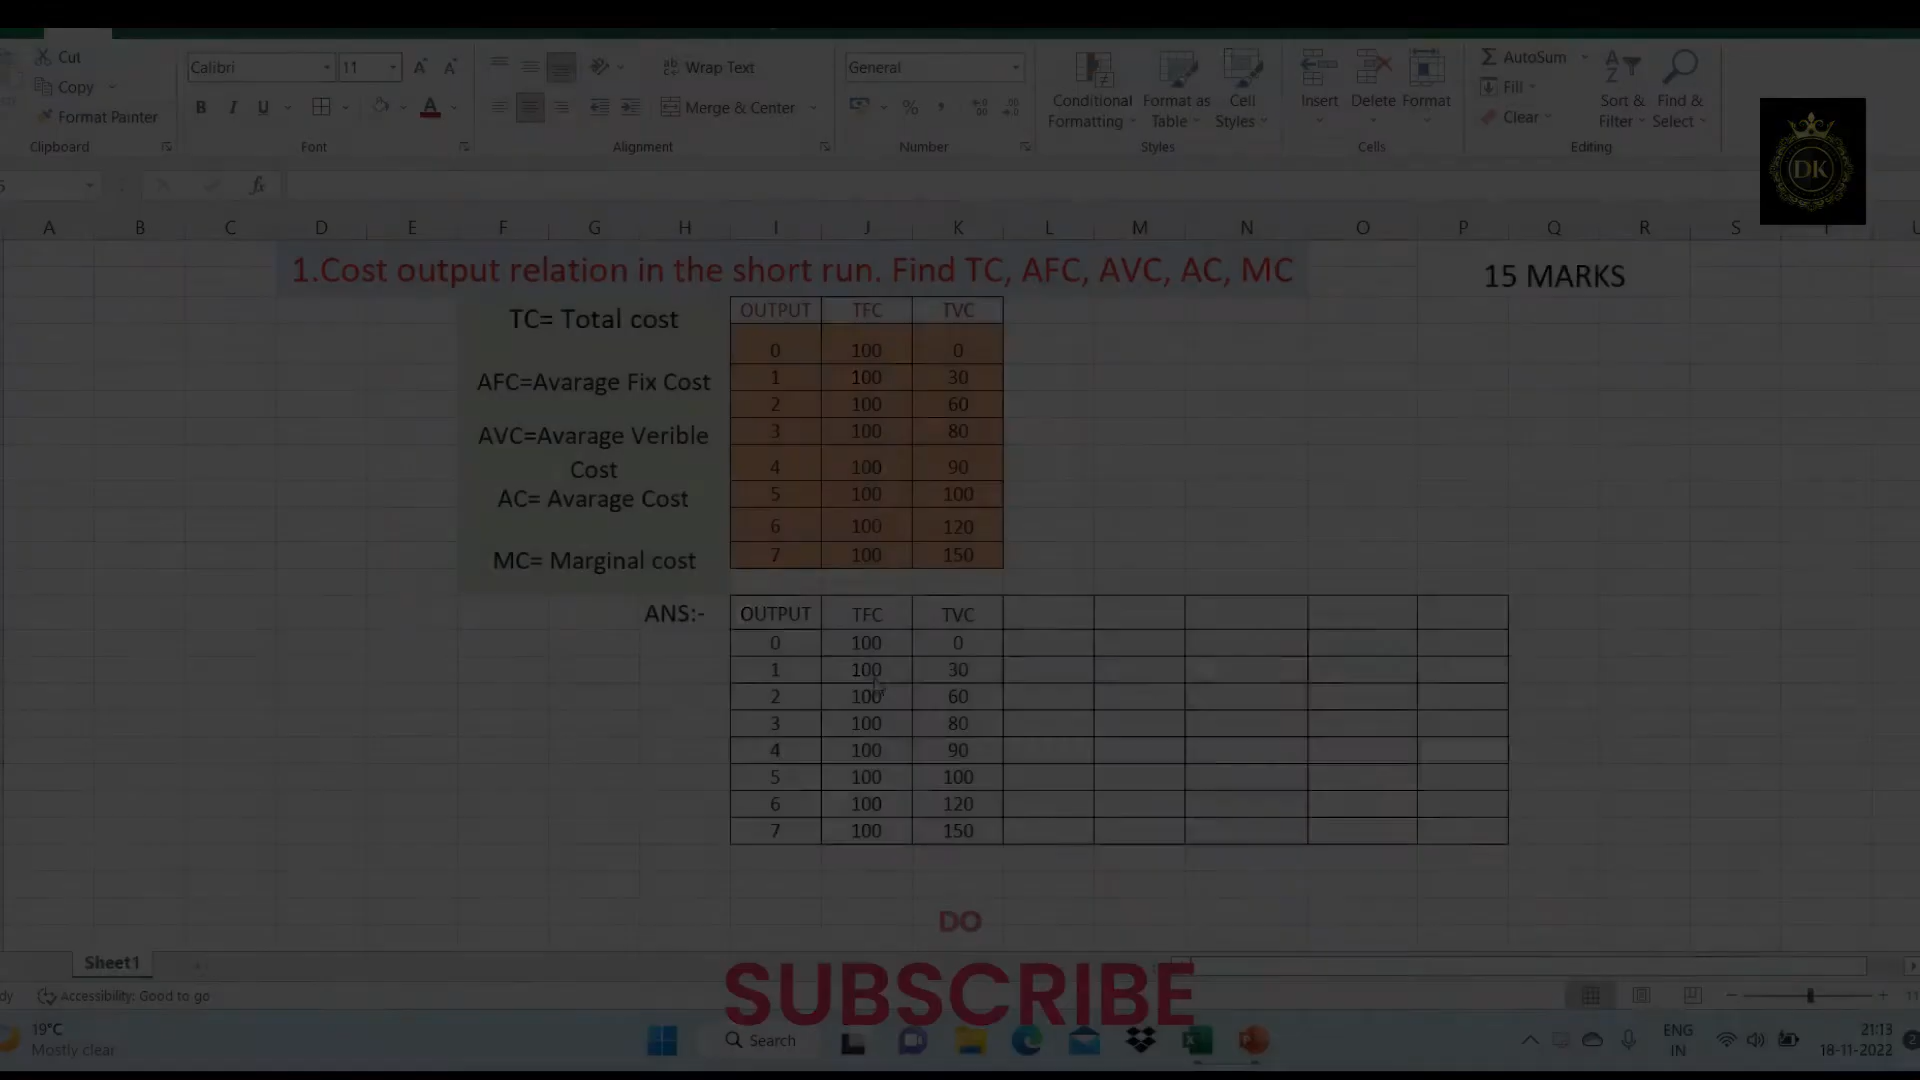 Cut
Copy
Format Painter
Clipboard
Calibri
11
B I U
Font
Wrap Text
Merge & Center
Alignment
General
%
Number
Conditional
Formatting
Format as
Table
Cell
Styles
Styles
Insert
Delete
Format
Cells
AutoSum
Fill
Clear
Sort &
Filter
Find &
Select
Editing
DK
fx
A B C D E F G H I J K L M N O P Q R S
1.Cost output relation in the short run. Find TC, AFC, AVC, AC, MC
15 MARKS
TC= Total cost
AFC=Avarage Fix Cost
AVC=Avarage Verible
Cost
AC= Avarage Cost
MC= Marginal cost
OUTPUT TFC TVC
0 100 0
1 100 30
2 100 60
3 100 80
4 100 90
5 100 100
6 100 120
7 100 150
ANS:-
OUTPUT TFC TVC
0 100 0
1 100 30
2 100 60
3 100 80
4 100 90
5 100 100
6 100 120
7 100 150
DO
SUBSCRIBE
Sheet1
Accessibility: Good to go
19°C
Mostly clear
Search
ENG
IN
21:13
18-11-2022